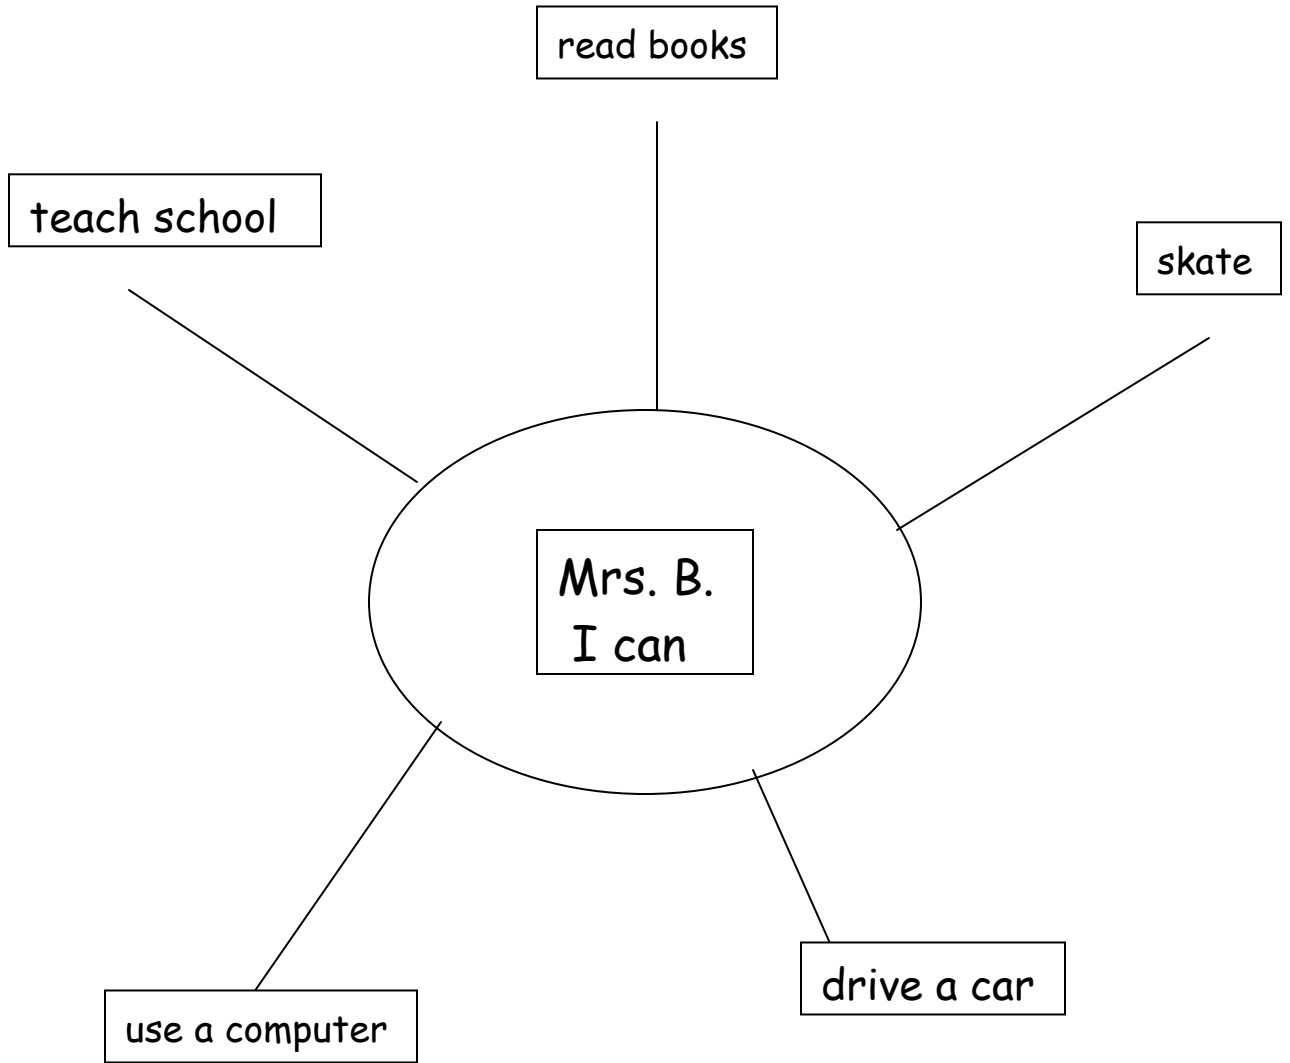 read books
teach school
skate
Mrs. B.
I can
drive a car
use a computer